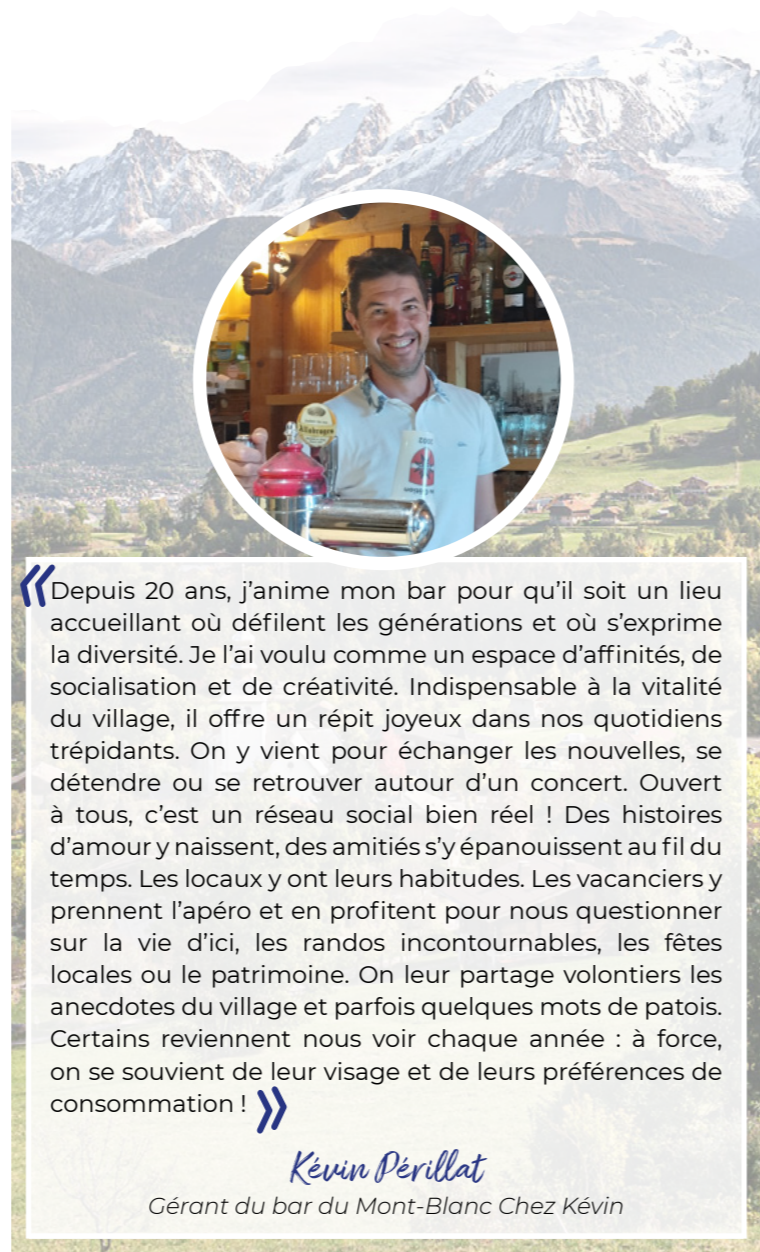 «
Depuis 20 ans, j’anime mon bar pour qu’il soit un lieu
accueillant où défilent les générations et où s’exprime
la diversité. Je l’ai voulu comme un espace d’affinités, de
socialisation et de créativité. Indispensable à la vitalité
du village, il offre un répit joyeux dans nos quotidiens
trépidants. On y vient pour échanger les nouvelles, se
détendre ou se retrouver autour d’un concert. Ouvert
à tous, c’est un réseau social bien réel ! Des histoires
d’amour y naissent, des amitiés s’y épanouissent au fil du
temps. Les locaux y ont leurs habitudes. Les vacanciers y
prennent l’apéro et en profitent pour nous questionner
sur la vie d’ici, les randos incontournables, les fêtes
locales ou le patrimoine. On leur partage volontiers les
anecdotes du village et parfois quelques mots de patois.
Certains reviennent nous voir chaque année : à force,
on se souvient de leur visage et de leurs préférences de
consommation ! »
Kévin Périllat
Gérant du bar du Mont-Blanc Chez Kévin